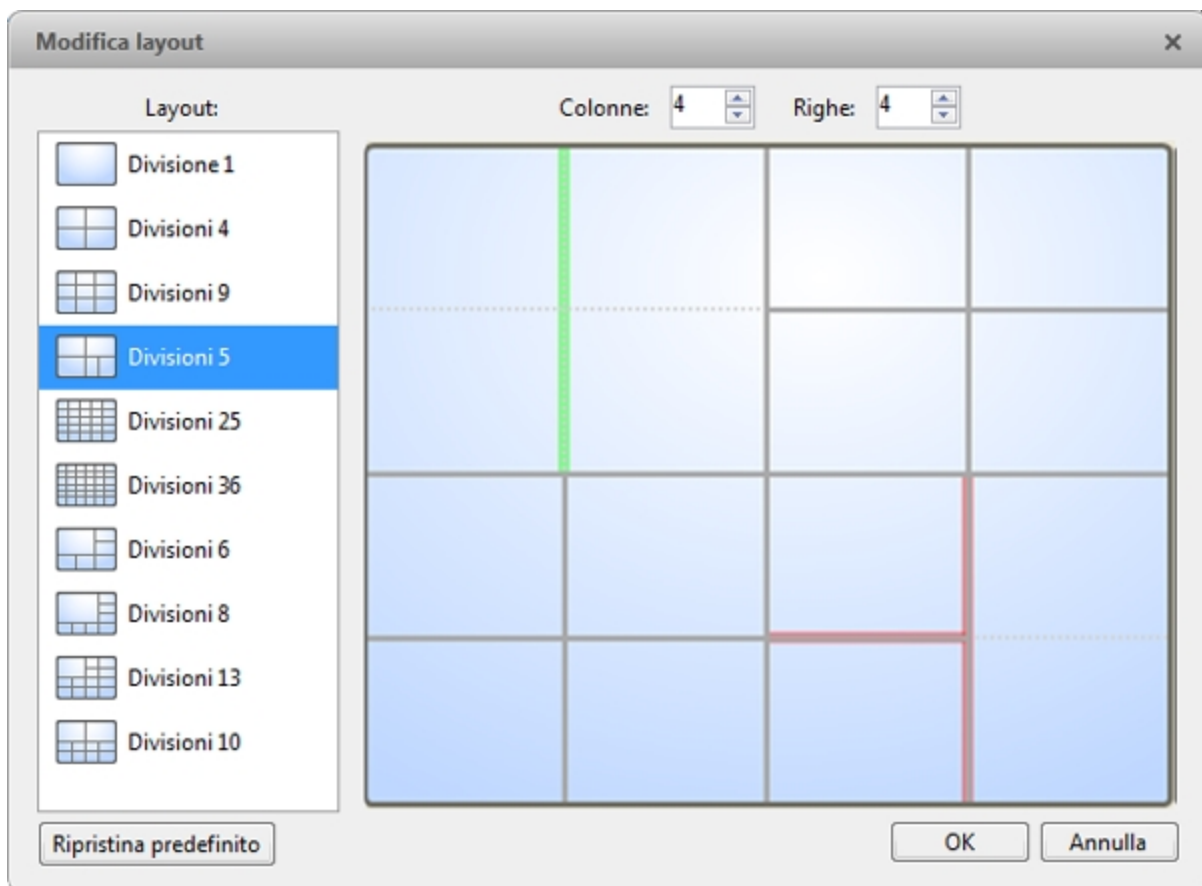 Modifica layout
Layout:
Colonne: 4 Righe: 4
Divisione 1
Divisioni 4
Divisioni 9
Divisioni 5
Divisioni 25
Divisioni 36
Divisioni 6
Divisioni 8
Divisioni 13
Divisioni 10
Ripristina predefinito
OK
Annulla